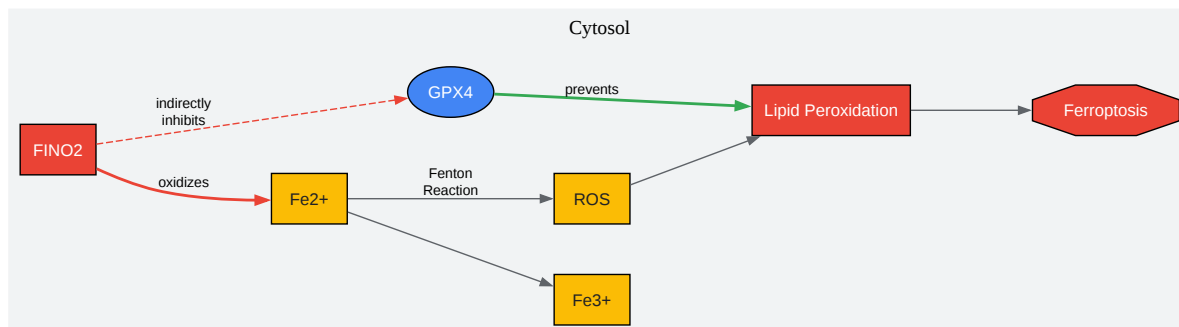 Cytosol
indirectly
inhibits
GPX4
prevents
Lipid Peroxidation
Ferroptosis
FINO2
oxidizes
Fe2+
Fenton
Reaction
ROS
Fe3+